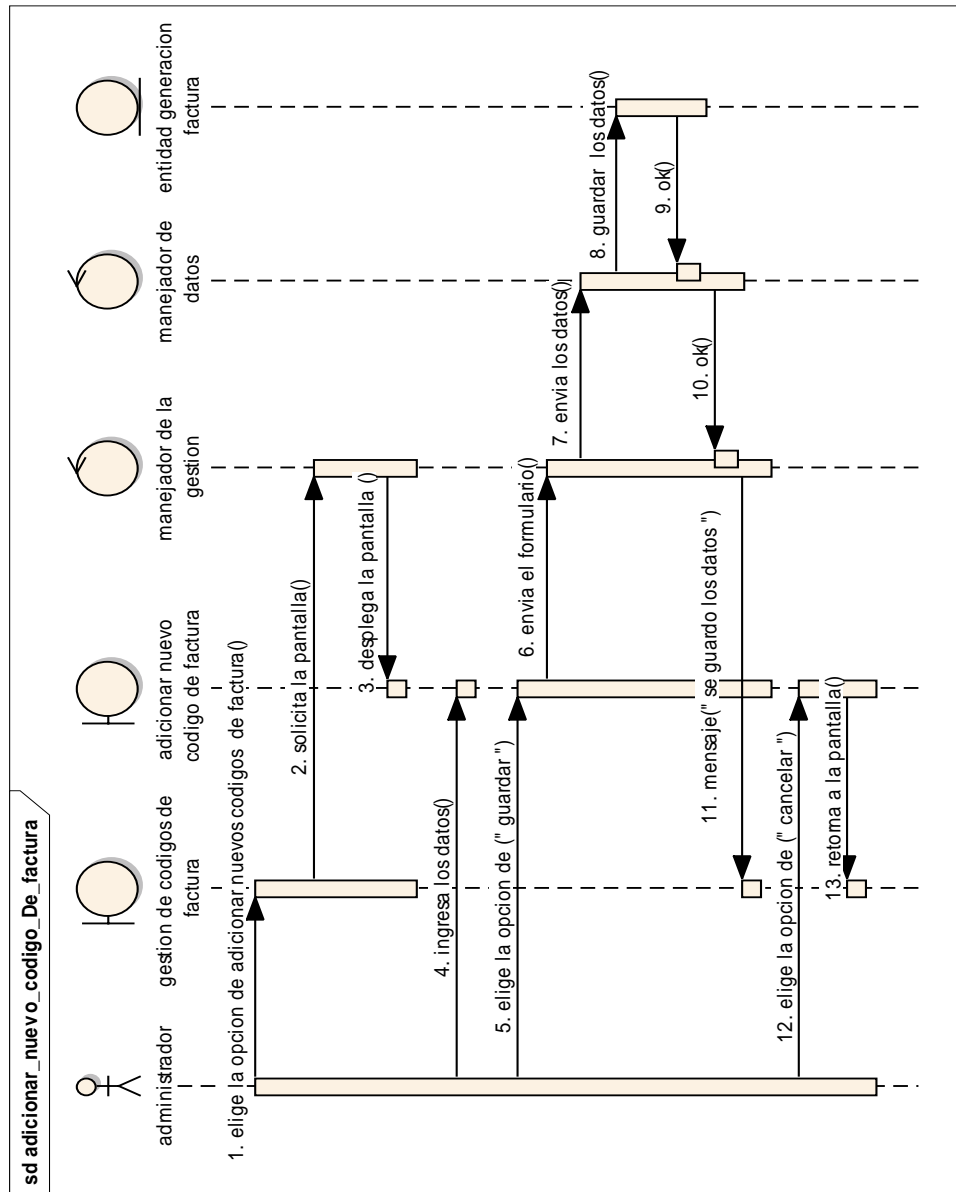 sd adicionar_nuevo_codigo_De_factura
administrador
gestion de codigos de
factura
adicionar nuevo
codigo de factura
manejador de la
gestion
manejador de
datos
entidad generacion
factura
1. elige la opcion de adicionar nuevos codigos de factura()
2. solicita la pantalla()
3. desplega la pantalla ()
4. ingresa los datos()
5. elige la opcion de (" guardar ")
6. envia el formulario()
7. envia los datos()
8. guardar los datos()
9. ok()
10. ok()
11. mensaje(" se guardo los datos ")
12. elige la opcion de (" cancelar ")
13. retorna a la pantalla()